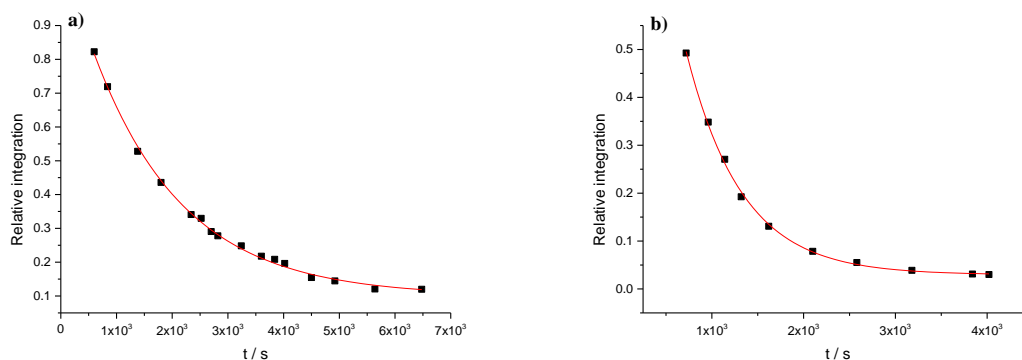 a)
0.9
0.8
0.7
0.6
0.5
0.4
0.3
0.2
0.1
Relative integration
0 1x10³ 2x10³ 3x10³ 4x10³ 5x10³ 6x10³ 7x10³
t / s
b)
0.5
0.4
0.3
0.2
0.1
0.0
Relative integration
1x10³ 2x10³ 3x10³ 4x10³
t / s